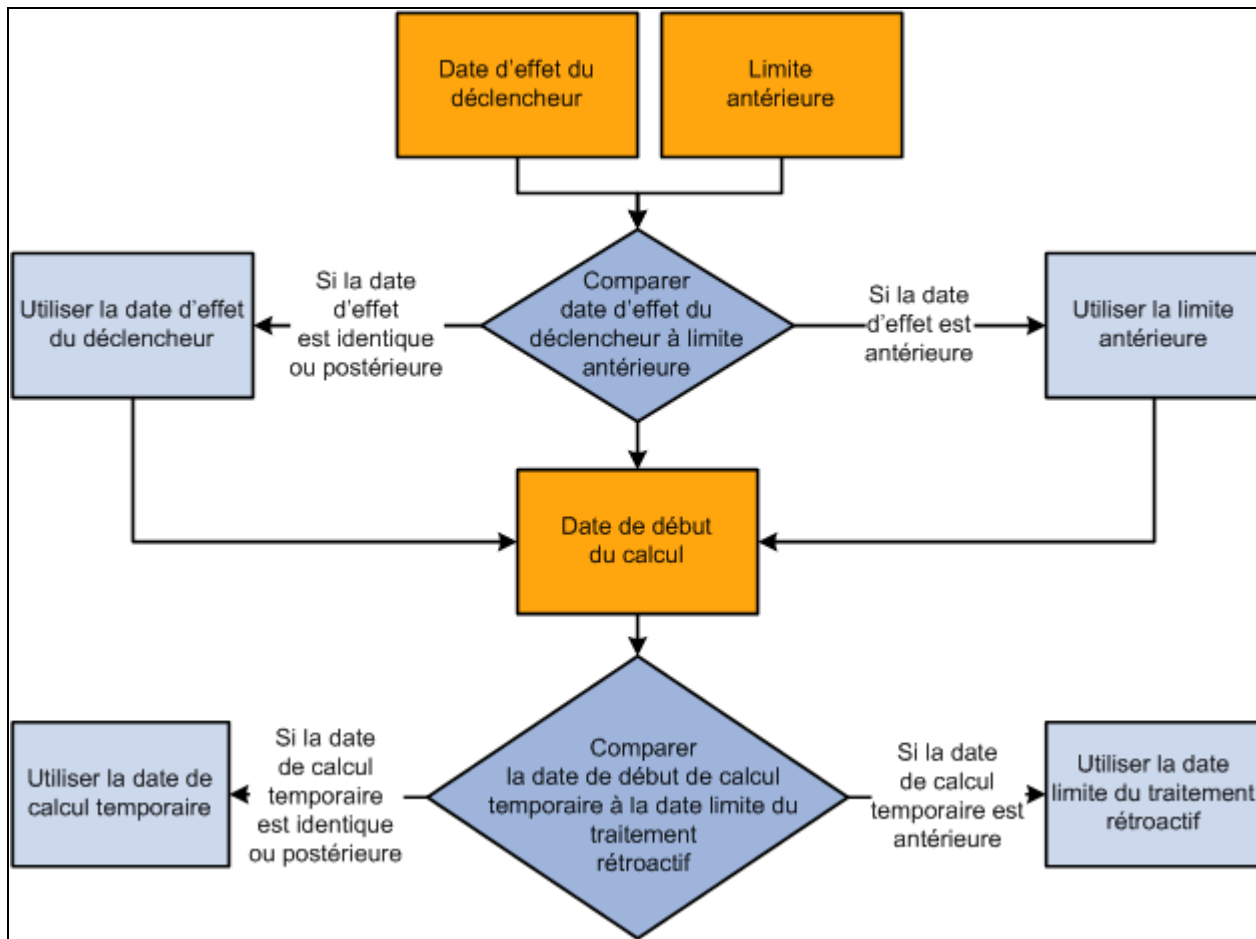 Date d'effet du
déclencheur
Limite
antérieure
Utiliser la date d'effet
du déclencheur
Si la date
d'effet
est identique
ou postérieure
Comparer
date d'effet du
déclencheur à limite
antérieure
Si la date
d'effet est
antérieure
Utiliser la limite
antérieure
Date de début
du calcul
Utiliser la date de
calcul temporaire
Si la date
de calcul
temporaire
est identique
ou postérieure
Comparer
la date de début de calcul
temporaire à la date limite du
traitement
rétroactif
Si la date
de calcul
temporaire est
antérieure
Utiliser la date
limite du traitement
rétroactif